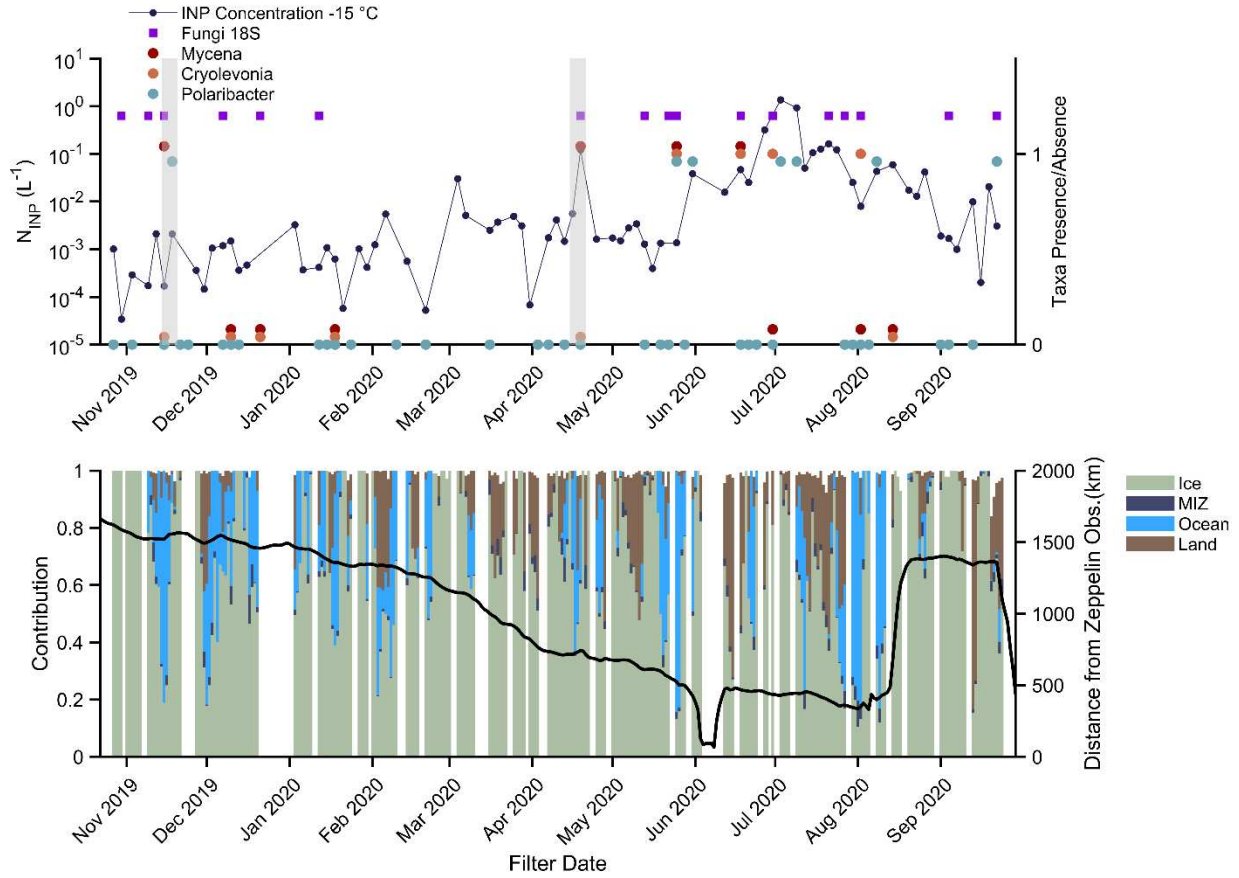 INP Concentration -15 °C
Fungi 18S
Mycena
Cryolevonia
Polaribacter
10^1
10^0
10^-1
10^-2
10^-3
10^-4
10^-5
N_INP (L^-1)
1
0
Taxa Presence/Absence
Nov 2019
Dec 2019
Jan 2020
Feb 2020
Mar 2020
Apr 2020
May 2020
Jun 2020
Jul 2020
Aug 2020
Sep 2020
1
0.8
0.6
0.4
0.2
0
Contribution
2000
1500
1000
500
0
Distance from Zeppelin Obs.(km)
Ice
MIZ
Ocean
Land
Nov 2019
Dec 2019
Jan 2020
Feb 2020
Mar 2020
Apr 2020
May 2020
Jun 2020
Jul 2020
Aug 2020
Sep 2020
Filter Date